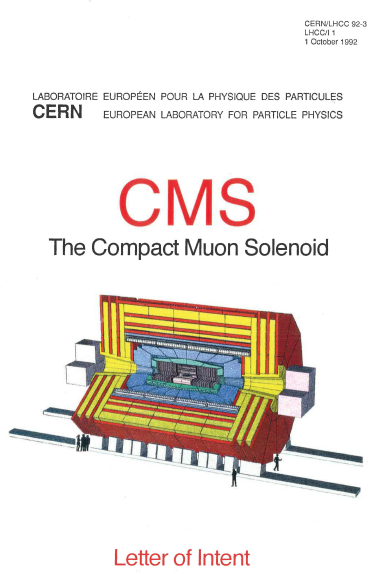 CERN/LHCC 92-3
LHCC/I 1
1 October 1992
LABORATOIRE EUROPÉEN POUR LA PHYSIQUE DES PARTICULES
CERN EUROPEAN LABORATORY FOR PARTICLE PHYSICS
CMS
The Compact Muon Solenoid
Letter of Intent